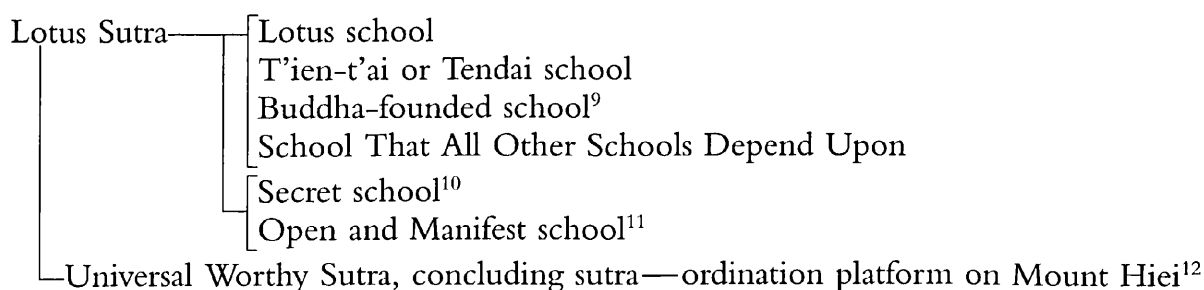 Lotus Sutra Lotus school
T'ien-t'ai or Tendai school
Buddha-founded school⁹
School That All Other Schools Depend Upon
Secret school¹⁰
Open and Manifest school¹¹
Universal Worthy Sutra, concluding sutra—ordination platform on Mount Hiei¹²